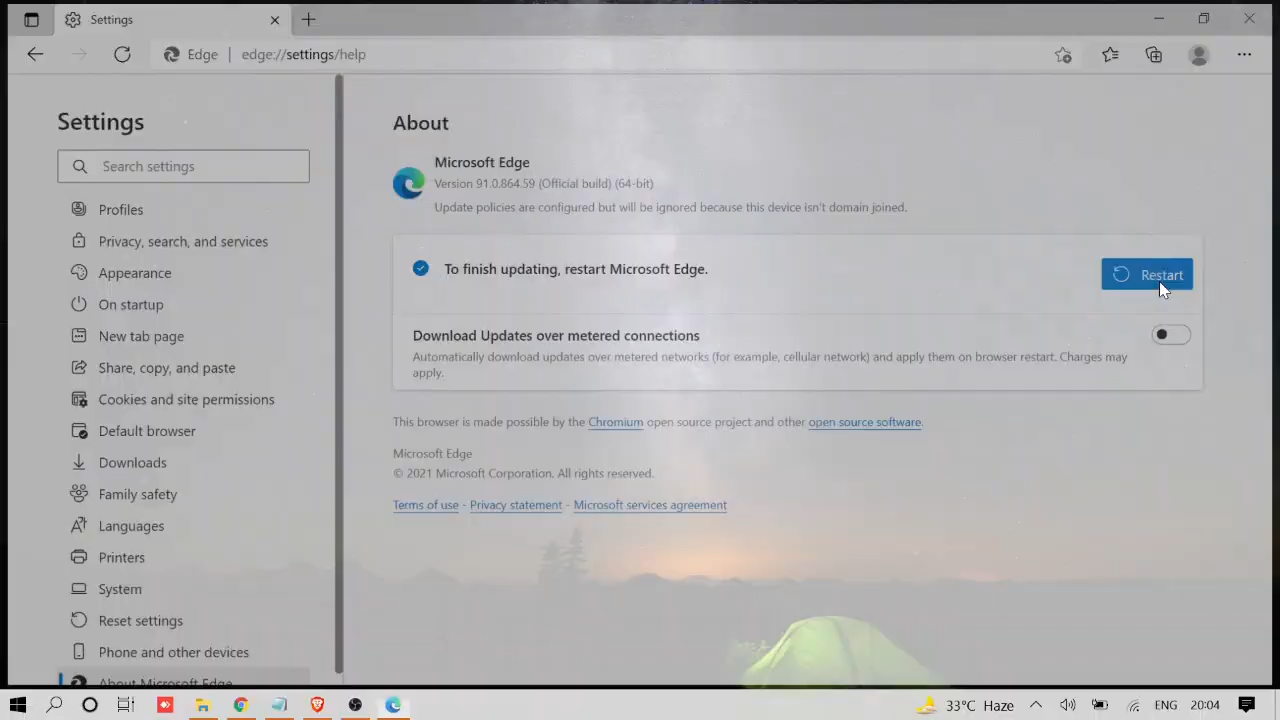 Settings
Edge
edge://settings/help
Settings
Search settings
Profiles
Privacy, search, and services
Appearance
On startup
New tab page
Share, copy, and paste
Cookies and site permissions
Default browser
Downloads
Family safety
Languages
Printers
System
Reset settings
Phone and other devices
About Microsoft Edge
About
Microsoft Edge
Version 91.0.864.59 (Official build) (64-bit)
Update policies are configured but will be ignored because this device isn't domain joined.
To finish updating, restart Microsoft Edge.
Restart
Download Updates over metered connections
Automatically download updates over metered networks (for example, cellular network) and apply them on browser restart. Charges may
apply.
This browser is made possible by the Chromium open source project and other open source software.
Microsoft Edge
© 2021 Microsoft Corporation. All rights reserved.
Terms of use - Privacy statement - Microsoft services agreement
33°C Haze
ENG
20:04